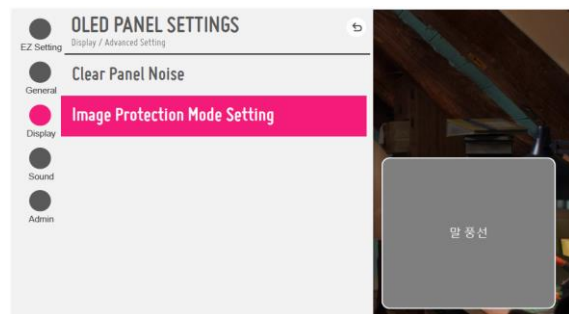 OLED PANEL SETTINGS
Display / Advanced Setting
EZ Setting
General
Display
Sound
Admin
Clear Panel Noise
Image Protection Mode Setting
말 풍선